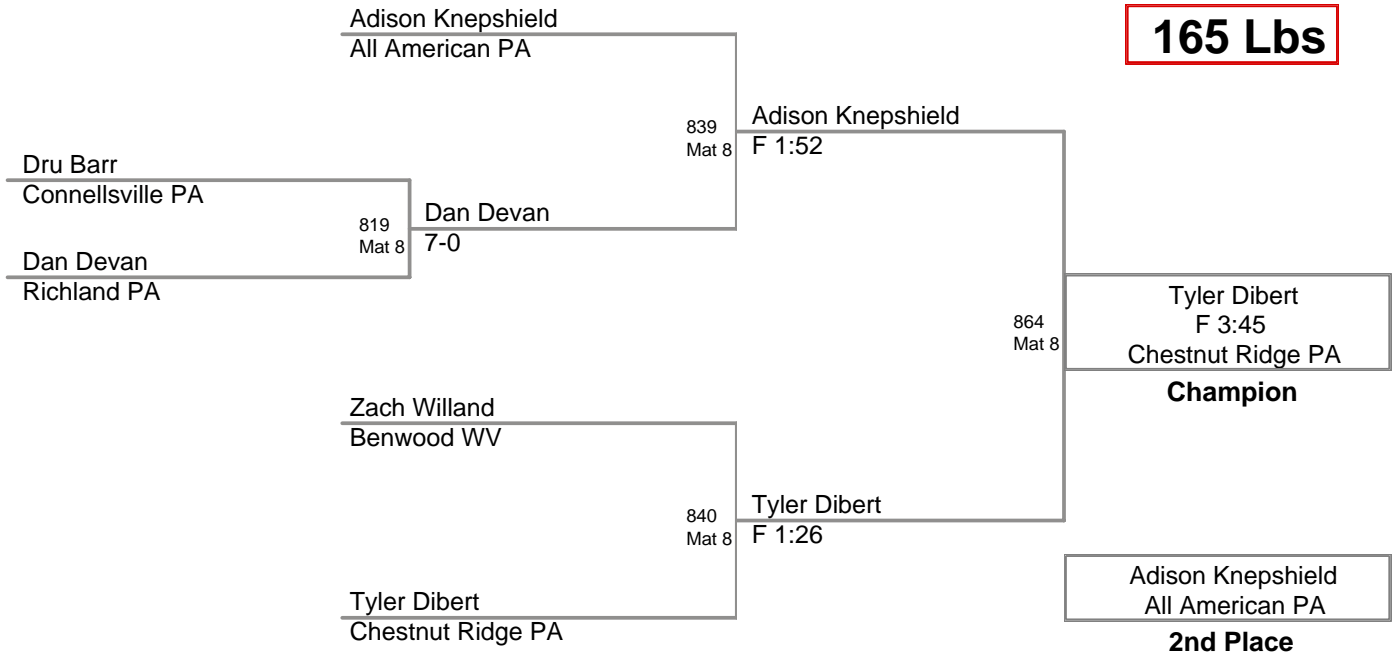 Adison Knepshield
All American PA
165 Lbs
839
Mat 8
Adison Knepshield
F 1:52
Dru Barr
Connellsville PA
819
Mat 8
Dan Devan
7-0
Dan Devan
Richland PA
864
Mat 8
Tyler Dibert
F 3:45
Chestnut Ridge PA
Champion
Zach Willand
Benwood WV
840
Mat 8
Tyler Dibert
F 1:26
Tyler Dibert
Chestnut Ridge PA
Adison Knepshield
All American PA
2nd Place